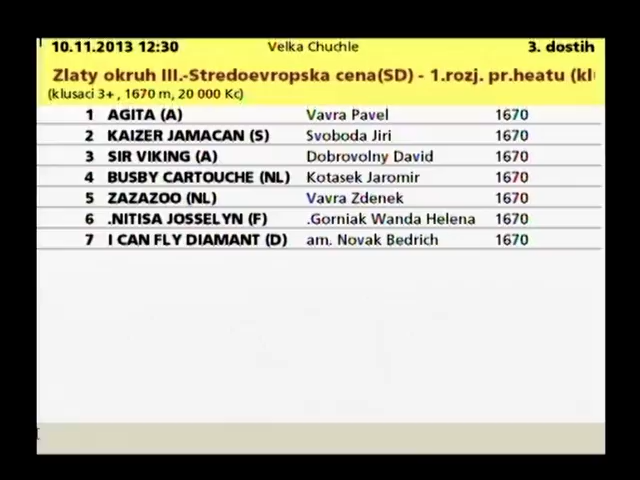 10.11.2013 12:30 Velka Chuchle 3. dostih
Zlaty okruh III.-Stredoevropska cena(SD) - 1.rozj. pr.heatu (kl
(klusaci 3+, 1670 m, 20 000 Kc)
1 AGITA (A) Vavra Pavel 1670
2 KAIZER JAMACAN (S) Svoboda Jiri 1670
3 SIR VIKING (A) Dobrovolny David 1670
4 BUSBY CARTOUCHE (NL) Kotasek Jaromir 1670
5 ZAZAZOO (NL) Vavra Zdenek 1670
6 .NITISA JOSSELYN (F) .Gorniak Wanda Helena 1670
7 I CAN FLY DIAMANT (D) am. Novak Bedrich 1670